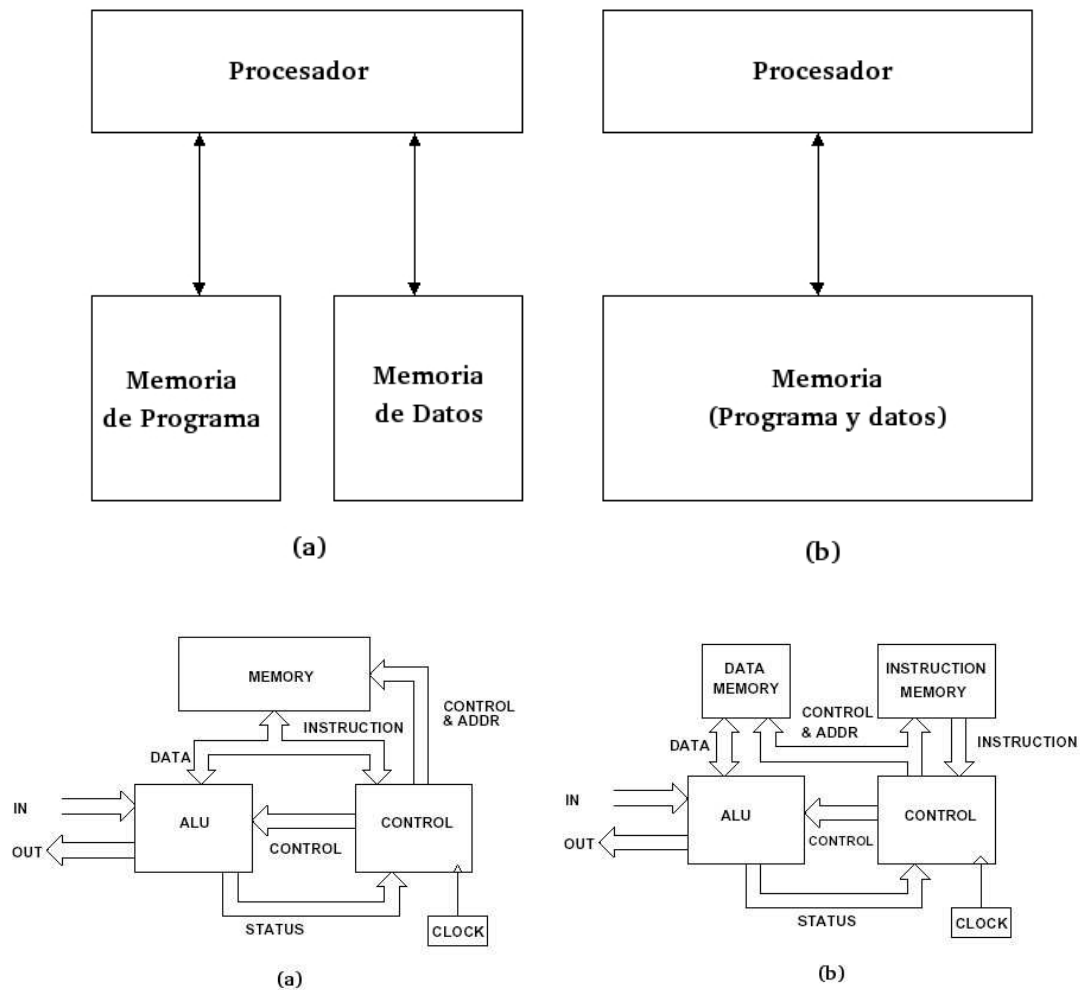 Procesador
Procesador
Memoria
de Programa
Memoria
de Datos
Memoria
(Programa y datos)
(a)
(b)
MEMORY
CONTROL
& ADDR
INSTRUCTION
DATA
IN
OUT
ALU
CONTROL
CONTROL
STATUS
CLOCK
(a)
DATA
MEMORY
INSTRUCTION
MEMORY
CONTROL
& ADDR
DATA
INSTRUCTION
IN
OUT
ALU
CONTROL
CONTROL
STATUS
CLOCK
(b)